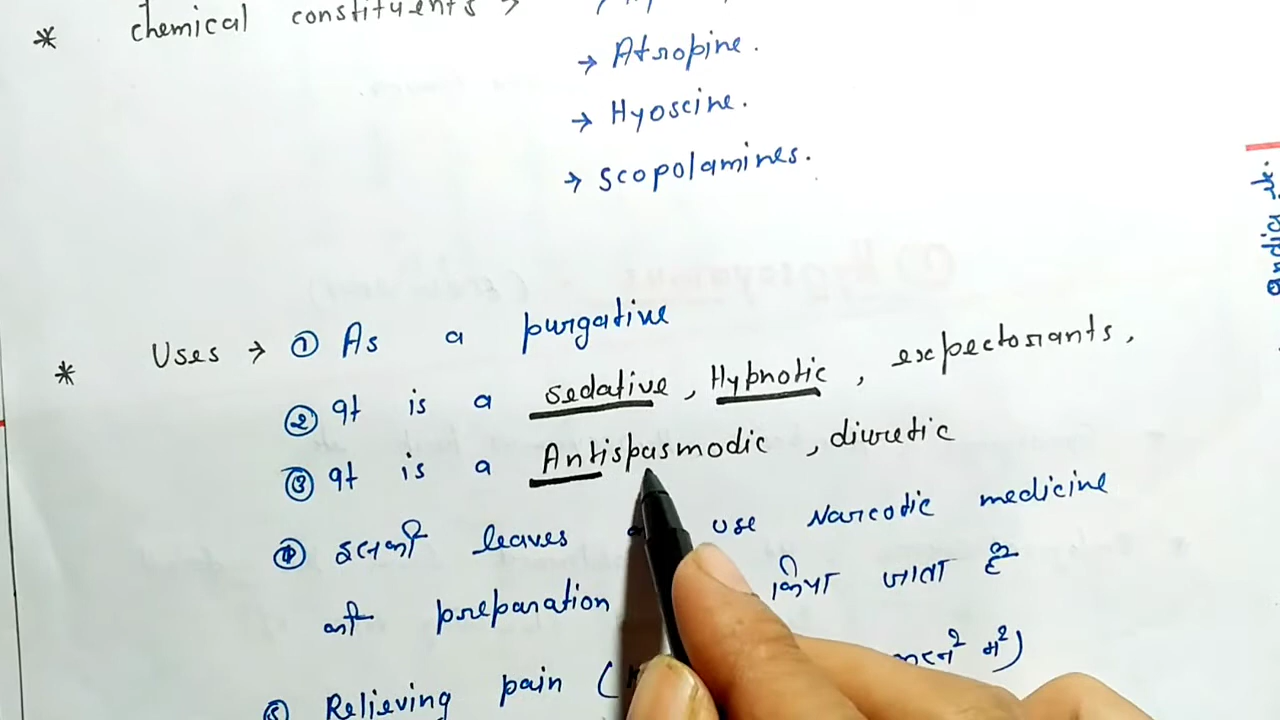 * chemical constituents →
→ Atropine.
→ Hyoscine.
→ scopolamines.
* Uses → ① As a purgative
② It is a sedative, Hypnotic, expectorants,
③ It is a Antispasmodic, diuretic
④ इसकी leaves use Narcotic medicine
की preparation किया जाता है
⑤ Relieving pain ( करने में)